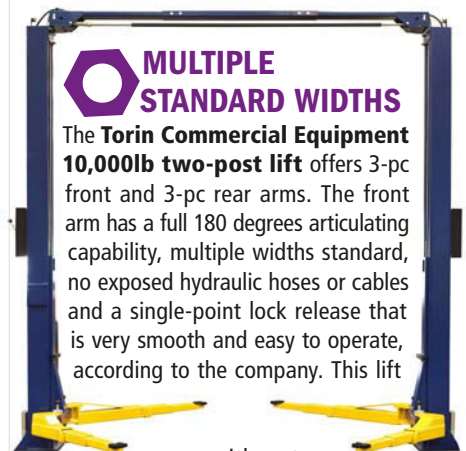 MULTIPLE
STANDARD WIDTHS
The Torin Commercial Equipment
10,000lb two-post lift offers 3-pc
front and 3-pc rear arms. The front
arm has a full 180 degrees articulating
capability, multiple widths standard,
no exposed hydraulic hoses or cables
and a single-point lock release that
is very smooth and easy to operate,
according to the company. This lift